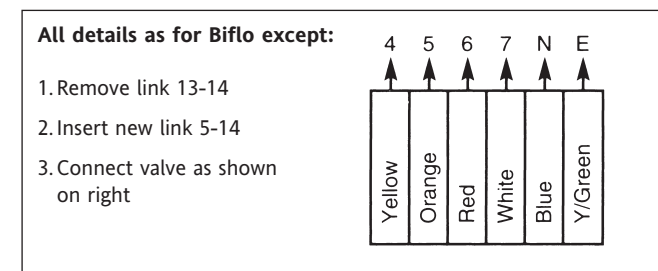 All details as for Biflo except:
1. Remove link 13-14
2. Insert new link 5-14
3. Connect valve as shown
on right
4 5 6 7 N E
Yellow
Orange
Red
White
Blue
Y/Green